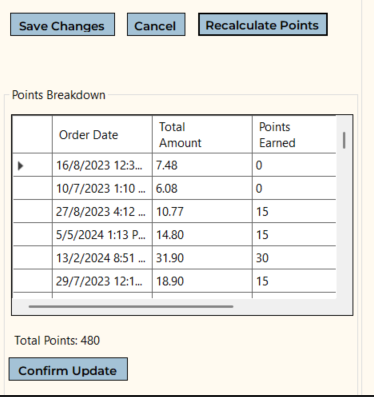 Save Changes Cancel Recalculate Points
Points Breakdown
Order Date Total Amount Points Earned
16/8/2023 12:3... 7.48 0
10/7/2023 1:10 ... 6.08 0
27/8/2023 4:12 ... 10.77 15
5/5/2024 1:13 P... 14.80 15
13/2/2024 8:51 ... 31.90 30
29/7/2023 12:1... 18.90 15
Total Points: 480
Confirm Update